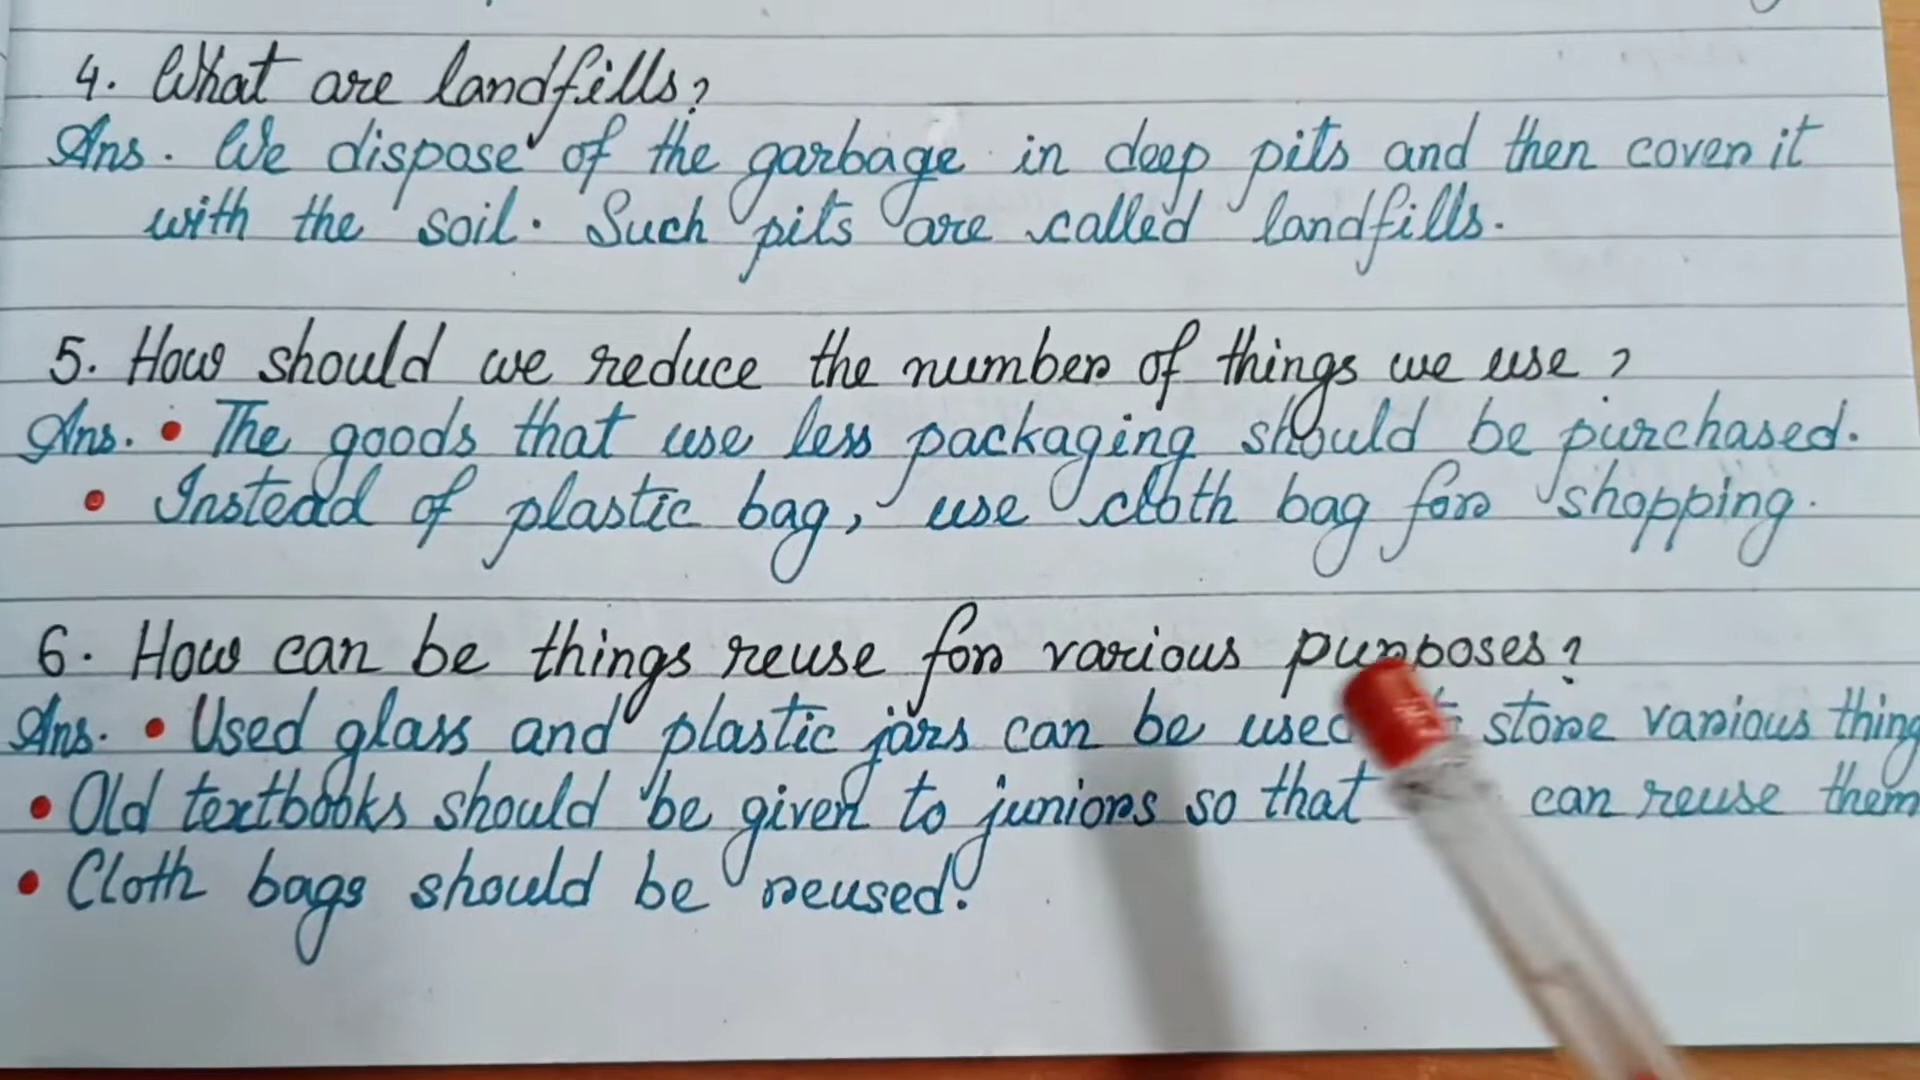 4. What are landfills?
Ans. We dispose of the garbage in deep pits and then cover it
with the soil. Such pits are called landfills.
5. How should we reduce the number of things we use?
Ans. • The goods that use less packaging should be purchased.
• Instead of plastic bag, use cloth bag for shopping.
6. How can be things reuse for various purposes?
Ans. • Used glass and plastic jars can be used store various thing
• Old textbooks should be given to juniors so that can reuse them
• Cloth bags should be reused.